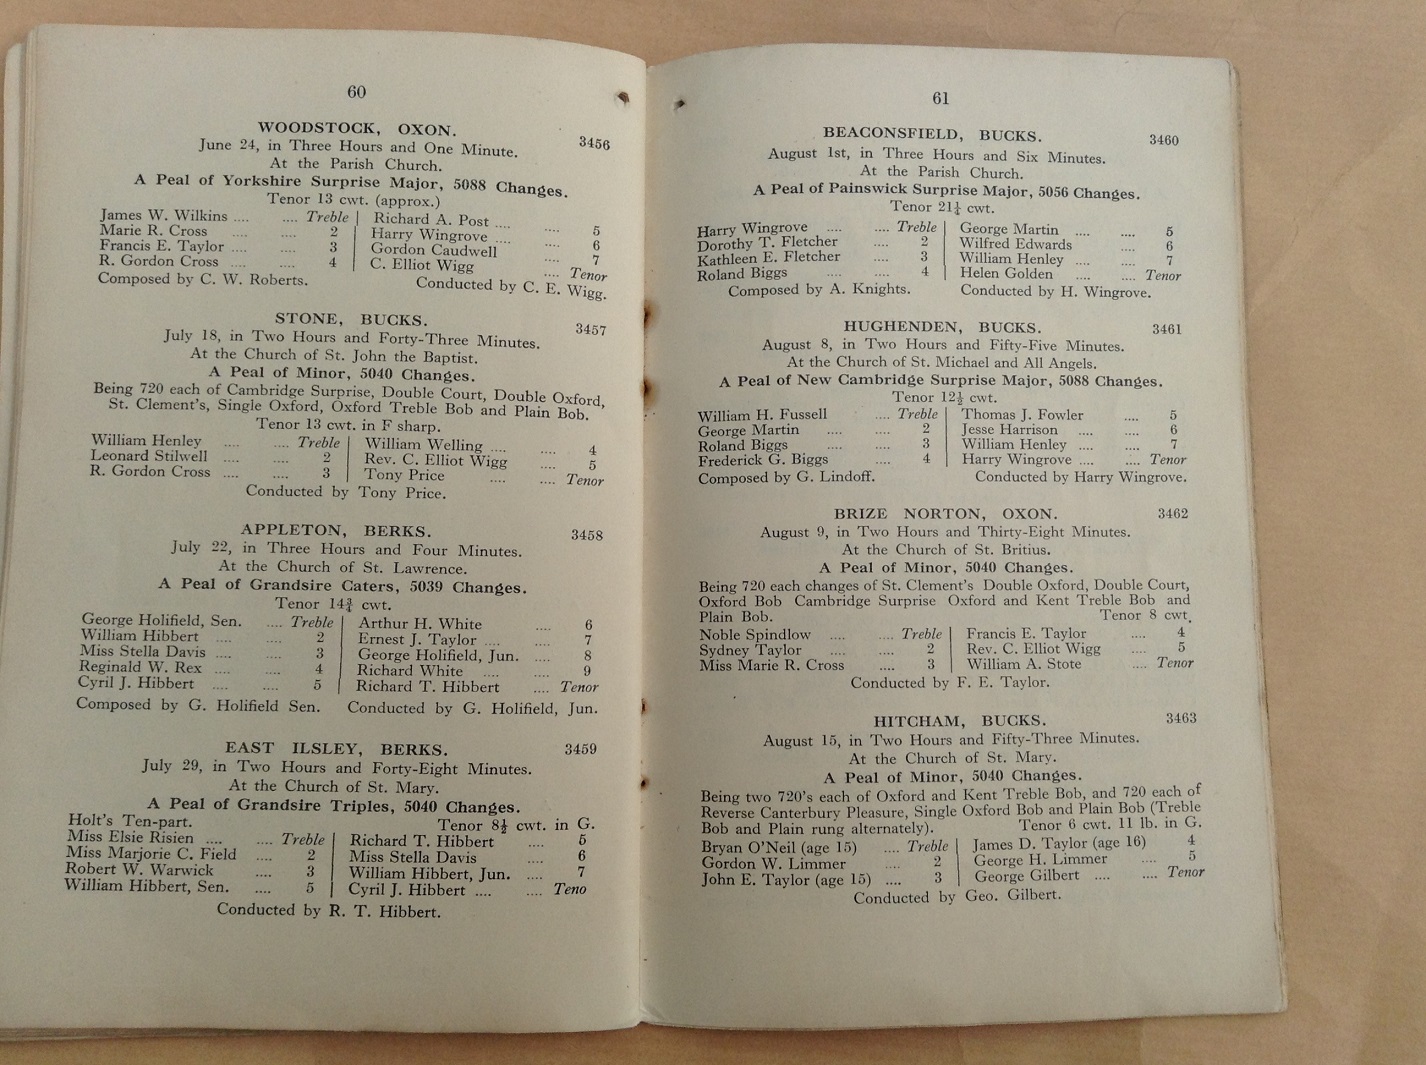 60
WOODSTOCK, OXON. 3456
June 24, in Three Hours and One Minute.
At the Parish Church.
A Peal of Yorkshire Surprise Major, 5088 Changes.
Tenor 13 cwt. (approx.)
James W. Wilkins .... .... Treble | Richard A. Post .... .... 5
Marie R. Cross .... 2 | Harry Wingrove .... .... 6
Francis E. Taylor .... .... 3 | Gordon Caudwell .... 7
R. Gordon Cross .... .... 4 | C. Elliot Wigg .... Tenor
Composed by C. W. Roberts. Conducted by C. E. Wigg.
STONE, BUCKS. 3457
July 18, in Two Hours and Forty-Three Minutes.
At the Church of St. John the Baptist.
A Peal of Minor, 5040 Changes.
Being 720 each of Cambridge Surprise, Double Court, Double Oxford,
St. Clement's, Single Oxford, Oxford Treble Bob and Plain Bob.
Tenor 13 cwt. in F sharp.
William Henley .... .... Treble | William Welling .... .... 4
Leonard Stilwell .... .... 2 | Rev. C. Elliot Wigg .... 5
R. Gordon Cross .... .... 3 | Tony Price .... .... Tenor
Conducted by Tony Price.
APPLETON, BERKS. 3458
July 22, in Three Hours and Four Minutes.
At the Church of St. Lawrence.
A Peal of Grandsire Caters, 5039 Changes.
Tenor 14¾ cwt.
George Holifield, Sen. .... Treble | Arthur H. White .... 6
William Hibbert .... .... 2 | Ernest J. Taylor .... .... 7
Miss Stella Davis .... .... 3 | George Holifield, Jun. .... 8
Reginald W. Rex .... .... 4 | Richard White .... .... 9
Cyril J. Hibbert .... .... 5 | Richard T. Hibbert .... Tenor
Composed by G. Holifield Sen. Conducted by G. Holifield, Jun.
EAST ILSLEY, BERKS. 3459
July 29, in Two Hours and Forty-Eight Minutes.
At the Church of St. Mary.
A Peal of Grandsire Triples, 5040 Changes.
Holt's Ten-part. Tenor 8½ cwt. in G.
Miss Elsie Risien .... .... Treble | Richard T. Hibbert .... 5
Miss Marjorie C. Field .... 2 | Miss Stella Davis .... 6
Robert W. Warwick .... 3 | William Hibbert, Jun. .... 7
William Hibbert, Sen. .... 5 | Cyril J. Hibbert .... .... Teno
Conducted by R. T. Hibbert.
61
BEACONSFIELD, BUCKS. 3460
August 1st, in Three Hours and Six Minutes.
At the Parish Church.
A Peal of Painswick Surprise Major, 5056 Changes.
Tenor 21¼ cwt.
Harry Wingrove .... .... Treble | George Martin .... .... 5
Dorothy T. Fletcher .... 2 | Wilfred Edwards .... 6
Kathleen E. Fletcher .... 3 | William Henley .... .... 7
Roland Biggs .... .... 4 | Helen Golden .... .... Tenor
Composed by A. Knights. Conducted by H. Wingrove.
HUGHENDEN, BUCKS. 3461
August 8, in Two Hours and Fifty-Five Minutes.
At the Church of St. Michael and All Angels.
A Peal of New Cambridge Surprise Major, 5088 Changes.
Tenor 12½ cwt.
William H. Fussell .... Treble | Thomas J. Fowler .... 5
George Martin .... .... 2 | Jesse Harrison .... .... 6
Roland Biggs .... .... 3 | William Henley .... .... 7
Frederick G. Biggs .... 4 | Harry Wingrove .... .... Tenor
Composed by G. Lindoff. Conducted by Harry Wingrove.
BRIZE NORTON, OXON. 3462
August 9, in Two Hours and Thirty-Eight Minutes.
At the Church of St. Britius.
A Peal of Minor, 5040 Changes.
Being 720 each changes of St. Clement's Double Oxford, Double Court,
Oxford Bob Cambridge Surprise Oxford and Kent Treble Bob and
Plain Bob. Tenor 8 cwt.
Noble Spindlow .... .... Treble | Francis E. Taylor .... 4
Sydney Taylor .... .... 2 | Rev. C. Elliot Wigg .... 5
Miss Marie R. Cross .... 3 | William A. Stote .... Tenor
Conducted by F. E. Taylor.
HITCHAM, BUCKS. 3463
August 15, in Two Hours and Fifty-Three Minutes.
At the Church of St. Mary.
A Peal of Minor, 5040 Changes.
Being two 720's each of Oxford and Kent Treble Bob, and 720 each of
Reverse Canterbury Pleasure, Single Oxford Bob and Plain Bob (Treble
Bob and Plain rung alternately). Tenor 6 cwt. 11 lb. in G.
Bryan O'Neil (age 15) .... Treble | James D. Taylor (age 16) 4
Gordon W. Limmer .... 2 | George H. Limmer .... 5
John E. Taylor (age 15) .... 3 | George Gilbert .... .... Tenor
Conducted by Geo. Gilbert.